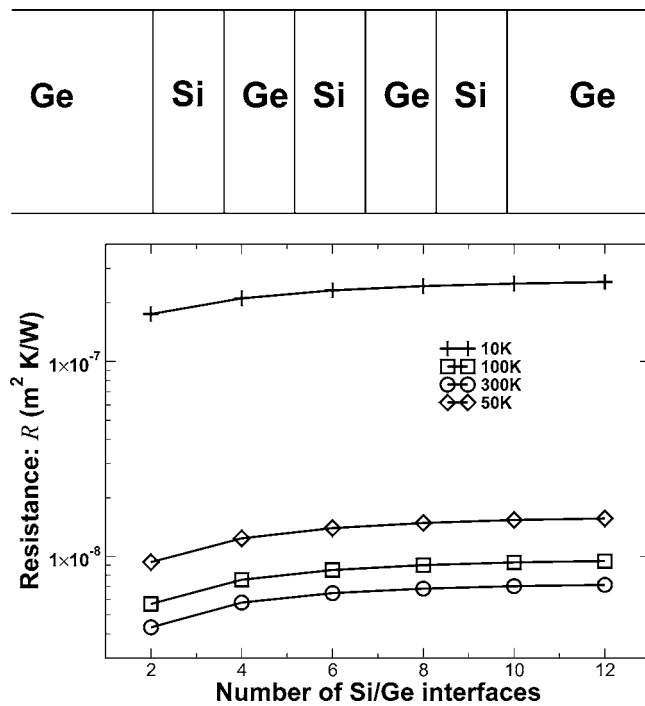 Ge Si Ge Si Ge Si Ge
1×10⁻⁷
1×10⁻⁸
Resistance: R (m² K/W)
10K
100K
300K
50K
2 4 6 8 10 12
Number of Si/Ge interfaces